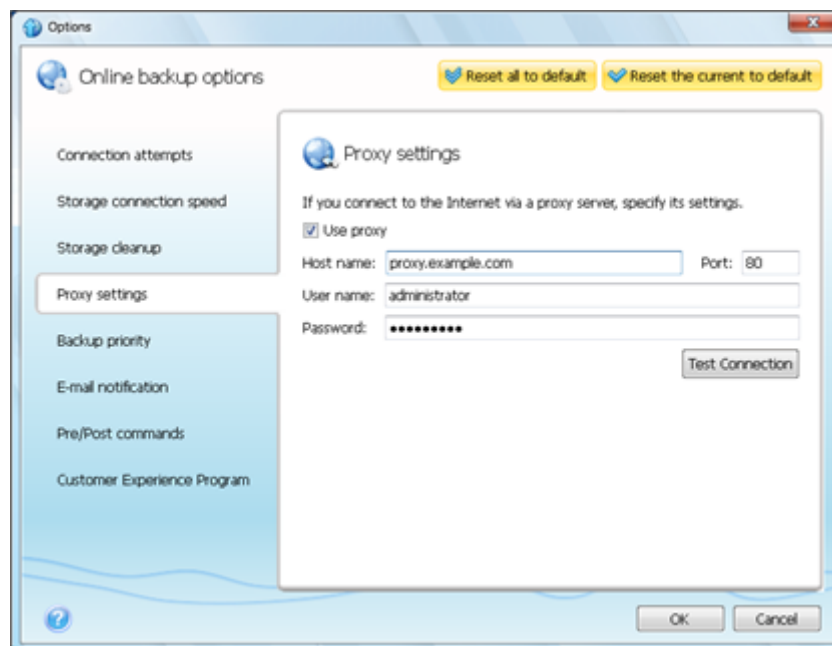 Options
Online backup options
Reset all to default
Reset the current to default
Connection attempts
Storage connection speed
Storage cleanup
Proxy settings
Backup priority
E-mail notification
Pre/Post commands
Customer Experience Program
Proxy settings
If you connect to the Internet via a proxy server, specify its settings.
Use proxy
Host name: proxy.example.com Port: 80
User name: administrator
Password: •••••••••
Test Connection
OK Cancel